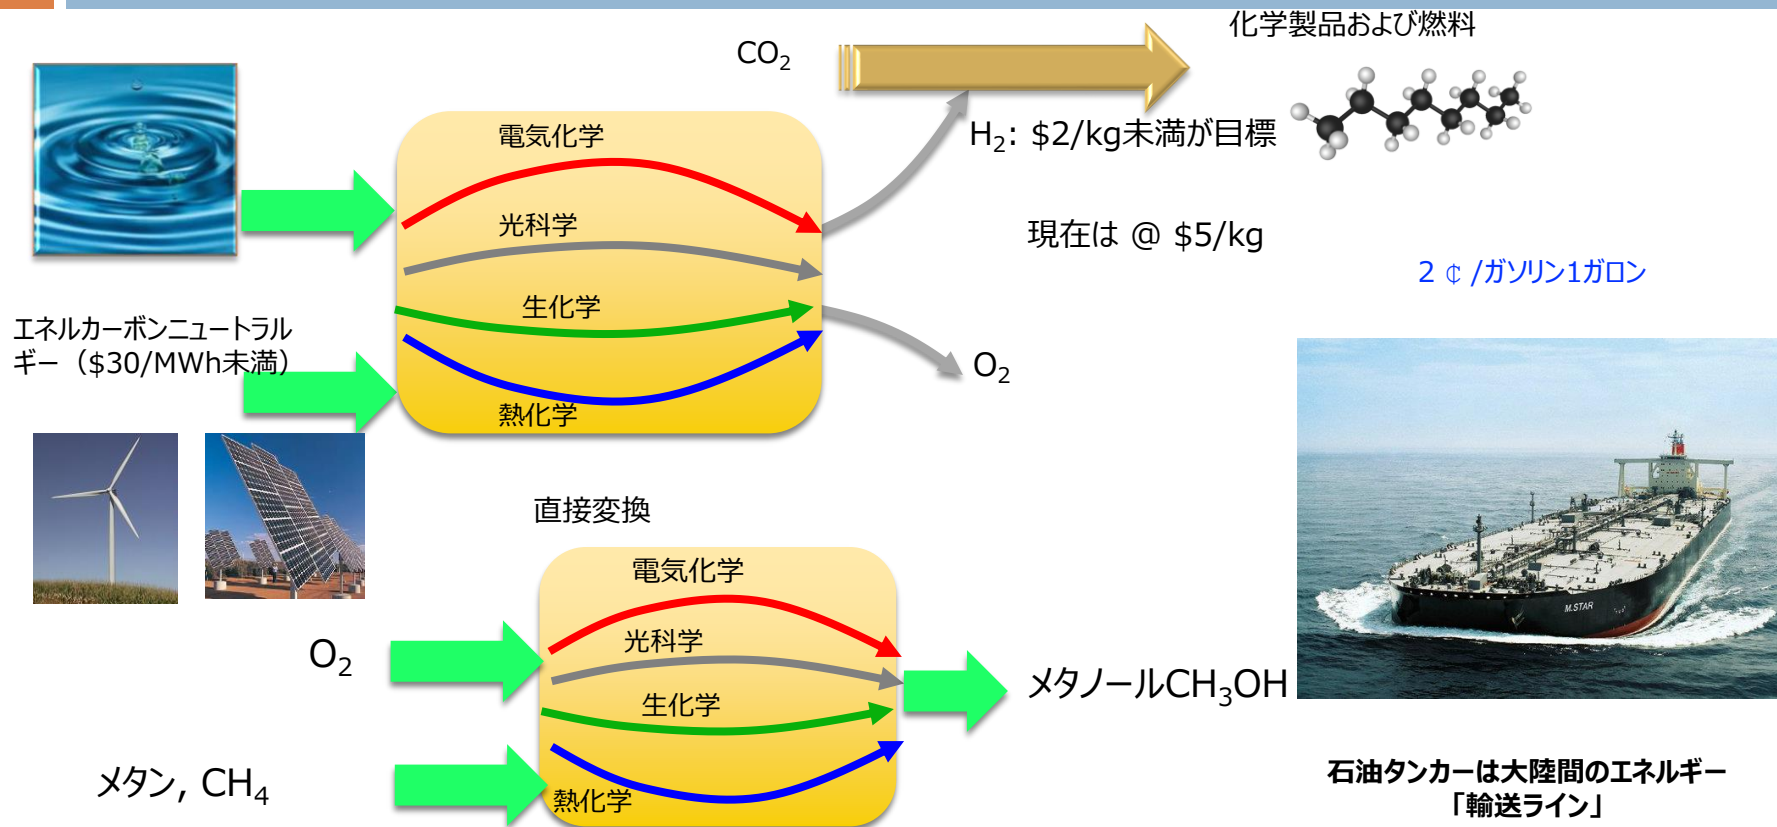 化学製品および燃料
CO2
電気化学
H2: $2/kg未満が目標
光科学
現在は @ $5/kg
2 ¢ /ガソリン1ガロン
生化学
エネルカーボンニュートラル
ギー（$30/MWh未満）
O2
熱化学
直接変換
電気化学
O2
光科学
メタノールCH3OH
生化学
M.STAR
メタン, CH4
熱化学
石油タンカーは大陸間のエネルギー
「輸送ライン」